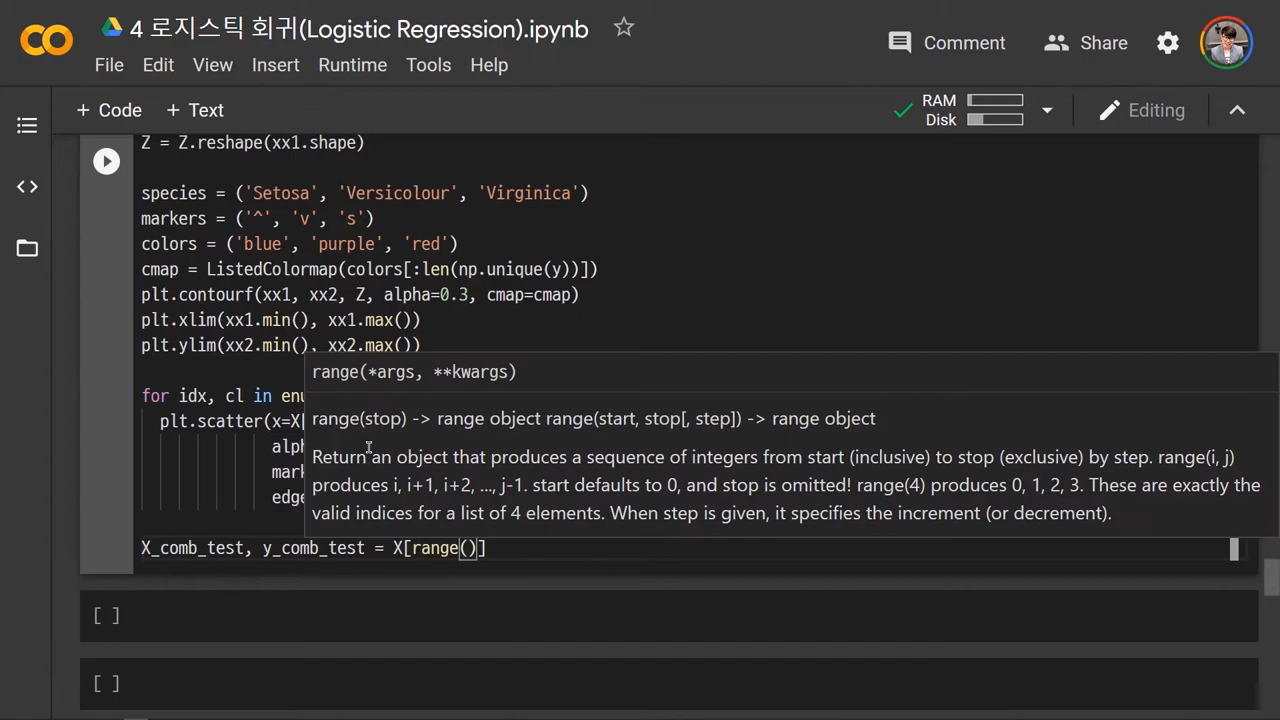 4 로지스틱 회귀(Logistic Regression).ipynb
Comment
Share
File Edit View Insert Runtime Tools Help
+ Code + Text
RAM
Disk
Editing
Z = Z.reshape(xx1.shape)
species = ('Setosa', 'Versicolour', 'Virginica')
markers = ('^', 'v', 's')
colors = ('blue', 'purple', 'red')
cmap = ListedColormap(colors[:len(np.unique(y))])
plt.contourf(xx1, xx2, Z, alpha=0.3, cmap=cmap)
plt.xlim(xx1.min(), xx1.max())
plt.ylim(xx2.min(), xx2.max())
range(*args, **kwargs)
for idx, cl in enu
range(stop) -> range object range(start, stop[, step]) -> range object
plt.scatter(x=X[
alph
Return an object that produces a sequence of integers from start (inclusive) to stop (exclusive) by step. range(i, j)
mark
produces i, i+1, i+2, ..., j-1. start defaults to 0, and stop is omitted! range(4) produces 0, 1, 2, 3. These are exactly the
edge
valid indices for a list of 4 elements. When step is given, it specifies the increment (or decrement).
X_comb_test, y_comb_test = X[range()]
[ ]
[ ]